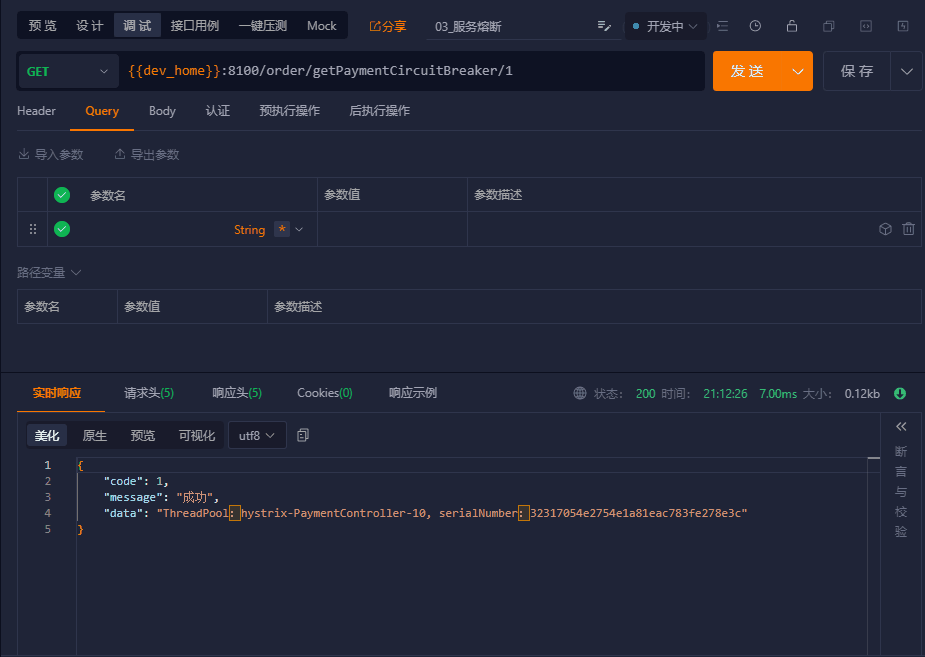 预览 设计 调试 接口用例 一键压测 Mock 分享 03_服务熔断 开发中
GET {{dev_home}}:8100/order/getPaymentCircuitBreaker/1 发送 保存
Header Query Body 认证 预执行操作 后执行操作
导入参数 导出参数
参数名 参数值 参数描述
String *
路径变量
参数名 参数值 参数描述
实时响应 请求头(5) 响应头(5) Cookies(0) 响应示例 状态: 200 时间: 21:12:26 7.00ms 大小: 0.12kb
美化 原生 预览 可视化 utf8
断言与校验
1 {
2 "code": 1,
3 "message": "成功",
4 "data": "ThreadPool：hystrix-PaymentController-10, serialNumber：32317054e2754e1a81eac783fe278e3c"
5 }